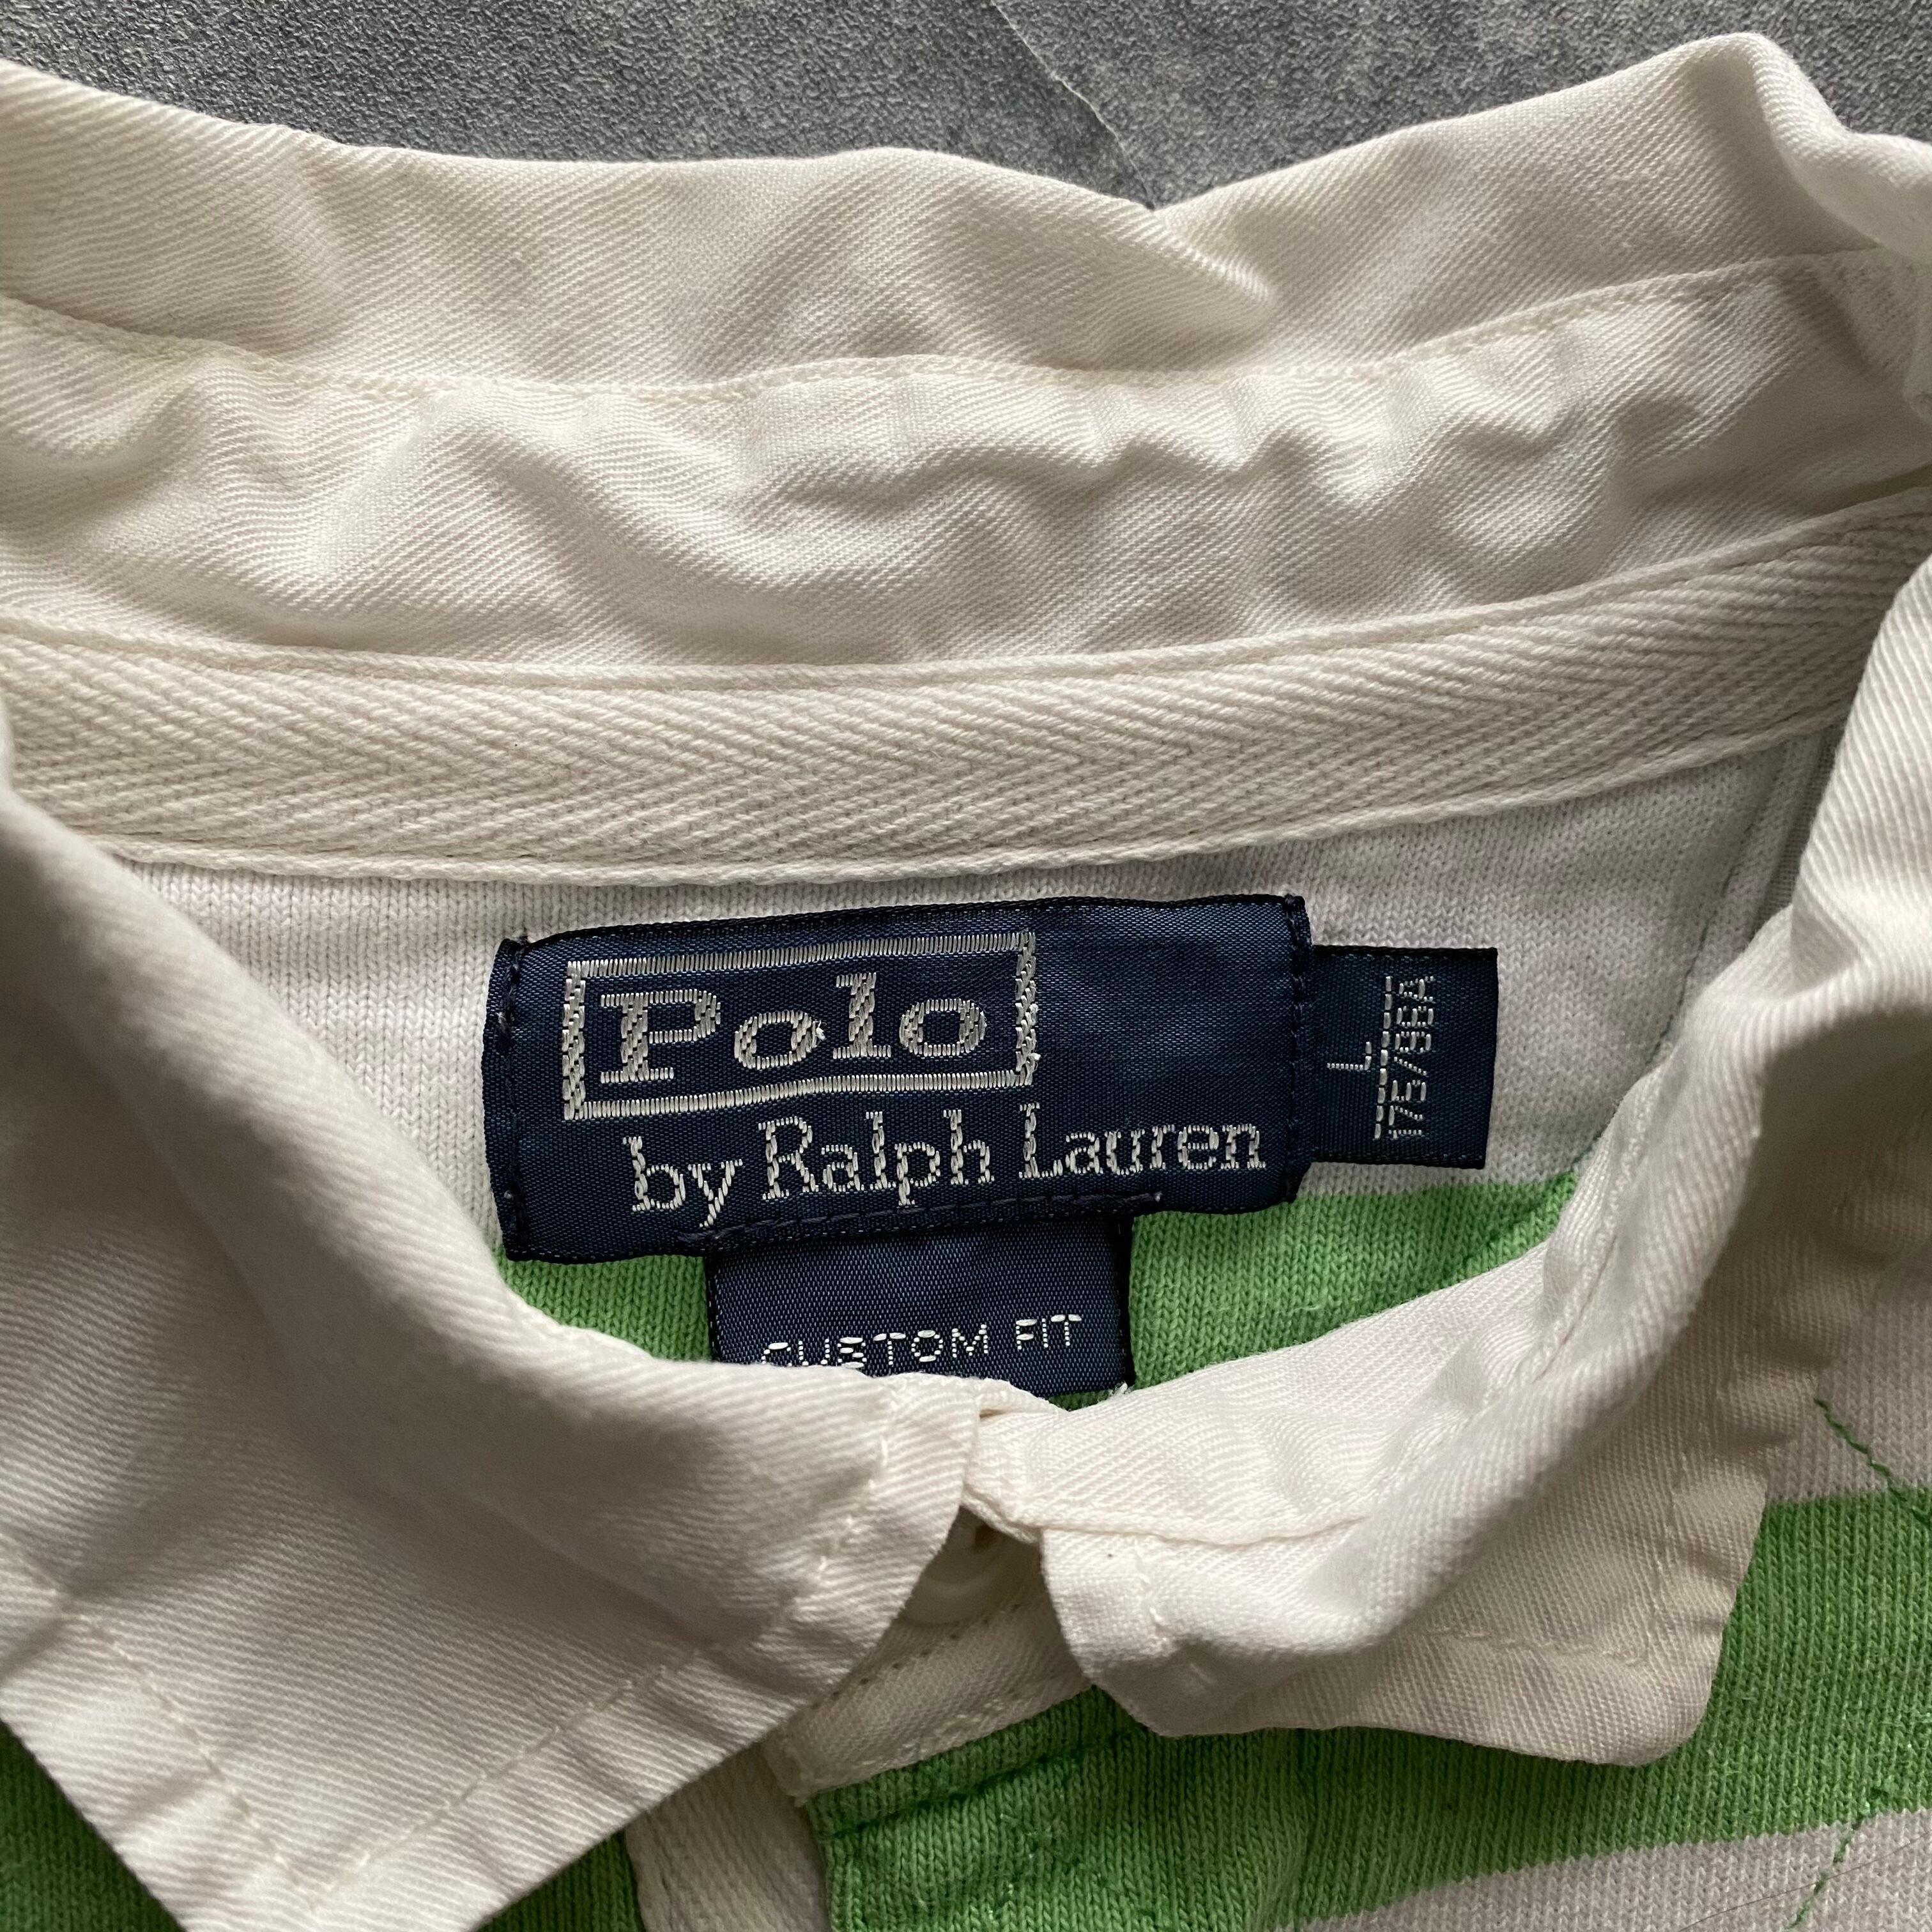 Polo
by Ralph Lauren
L
175/88A
CUSTOM FIT